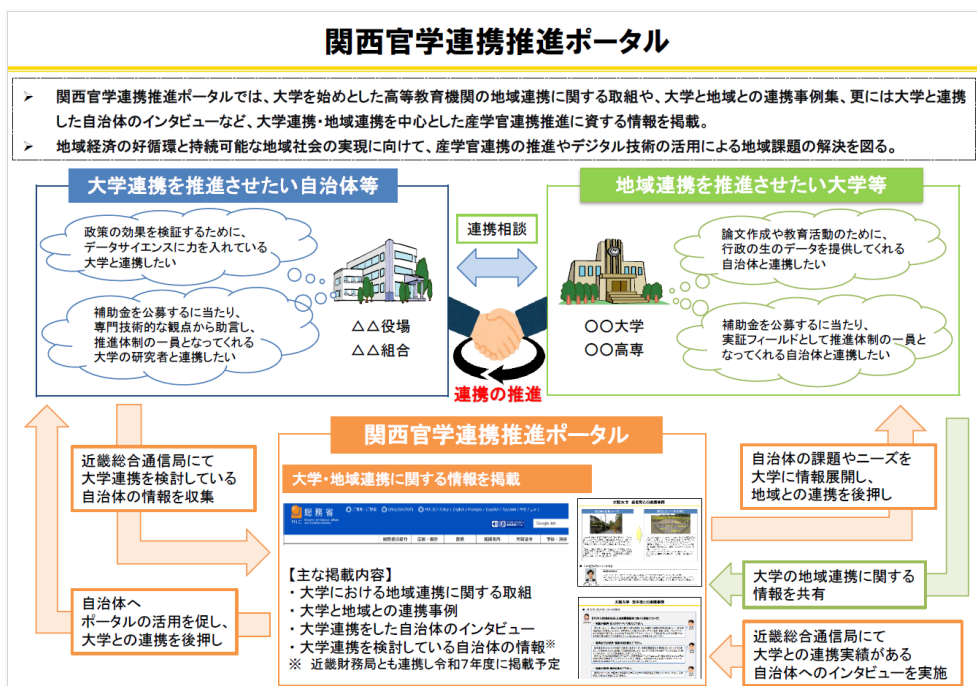 関西官学連携推進ポータル
➢ 関西官学連携推進ポータルでは、大学を始めとした高等教育機関の地域連携に関する取組や、大学と地域との連携事例集、更には大学と連携
した自治体のインタビューなど、大学連携・地域連携を中心とした産学官連携推進に資する情報を掲載。
➢ 地域経済の好循環と持続可能な地域社会の実現に向けて、産学官連携の推進やデジタル技術の活用による地域課題の解決を図る。
大学連携を推進させたい自治体等
政策の効果を検証するために、
データサイエンスに力を入れている
大学と連携したい
補助金を公募するに当たり、
専門技術的な観点から助言し、
推進体制の一員となってくれる
大学の研究者と連携したい
△△役場
△△組合
連携相談
連携の推進
地域連携を推進させたい大学等
論文作成や教育活動のために、
行政の生のデータを提供してくれる
自治体と連携したい
補助金を公募するに当たり、
実証フィールドとして推進体制の一員と
なってくれる自治体と連携したい
〇〇大学
〇〇高専
近畿総合通信局にて
大学連携を検討している
自治体の情報を収集
自治体へ
ポータルの活用を促し、
大学との連携を後押し
関西官学連携推進ポータル
大学・地域連携に関する情報を掲載
総務省
MIC
Google
【主な掲載内容】
・大学における地域連携に関する取組
・大学と地域との連携事例
・大学連携をした自治体のインタビュー
・大学連携を検討している自治体の情報※
※ 近畿財務局とも連携し令和7年度に掲載予定
自治体の課題やニーズを
大学に情報展開し、
地域との連携を後押し
大学の地域連携に関する
情報を共有
近畿総合通信局にて
大学との連携実績がある
自治体へのインタビューを実施